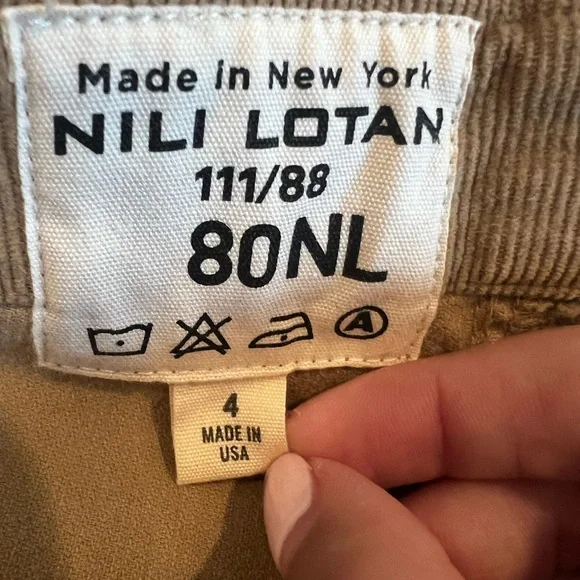 Made in New York
NILI LOTAN
111/88
80NL
A
4
MADE IN
USA